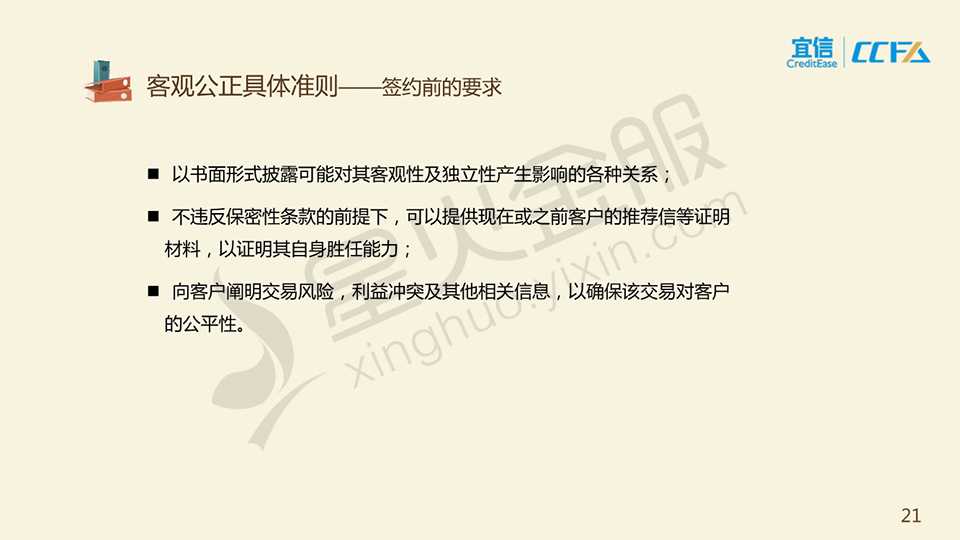 宜信
CreditEase
CCFA
客观公正具体准则——签约前的要求
■ 以书面形式披露可能对其客观性及独立性产生影响的各种关系；
■ 不违反保密性条款的前提下，可以提供现在或之前客户的推荐信等证明
材料，以证明其自身胜任能力；
■ 向客户阐明交易风险，利益冲突及其他相关信息，以确保该交易对客户
的公平性。
星火金服
xinghuo.yixin.com
21